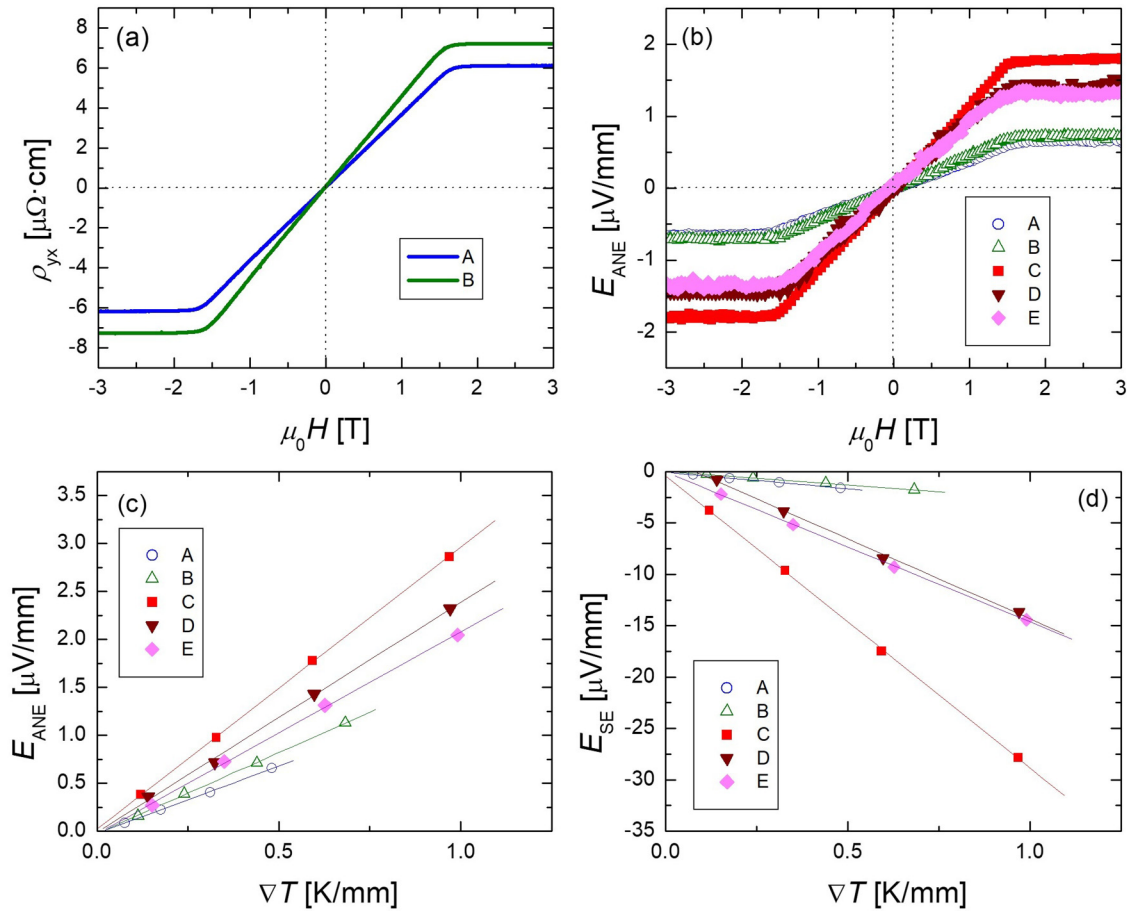 (a)
8
6
4
2
0
-2
-4
-6
-8
-3 -2 -1 0 1 2 3
ρyx [μΩ·cm]
μ0H [T]
A
B
(b)
2
1
0
-1
-2
-3 -2 -1 0 1 2 3
EANE [μV/mm]
μ0H [T]
A
B
C
D
E
(c)
3.5
3.0
2.5
2.0
1.5
1.0
0.5
0.0
0.0 0.5 1.0
EANE [μV/mm]
∇T [K/mm]
A
B
C
D
E
(d)
0
-5
-10
-15
-20
-25
-30
-35
0.0 0.5 1.0
ESE [μV/mm]
∇T [K/mm]
A
B
C
D
E